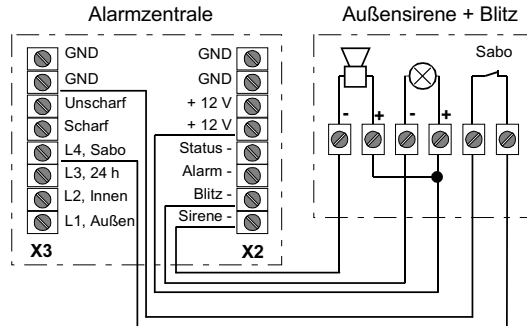 Alarmzentrale
Außensirene + Blitz
GND
GND
Unscharf
Scharf
L4, Sabo
L3, 24 h
L2, Innen
L1, Außen
X3
GND
GND
+ 12 V
+ 12 V
Status -
Alarm -
Blitz -
Sirene -
X2
Sabo
- + - +